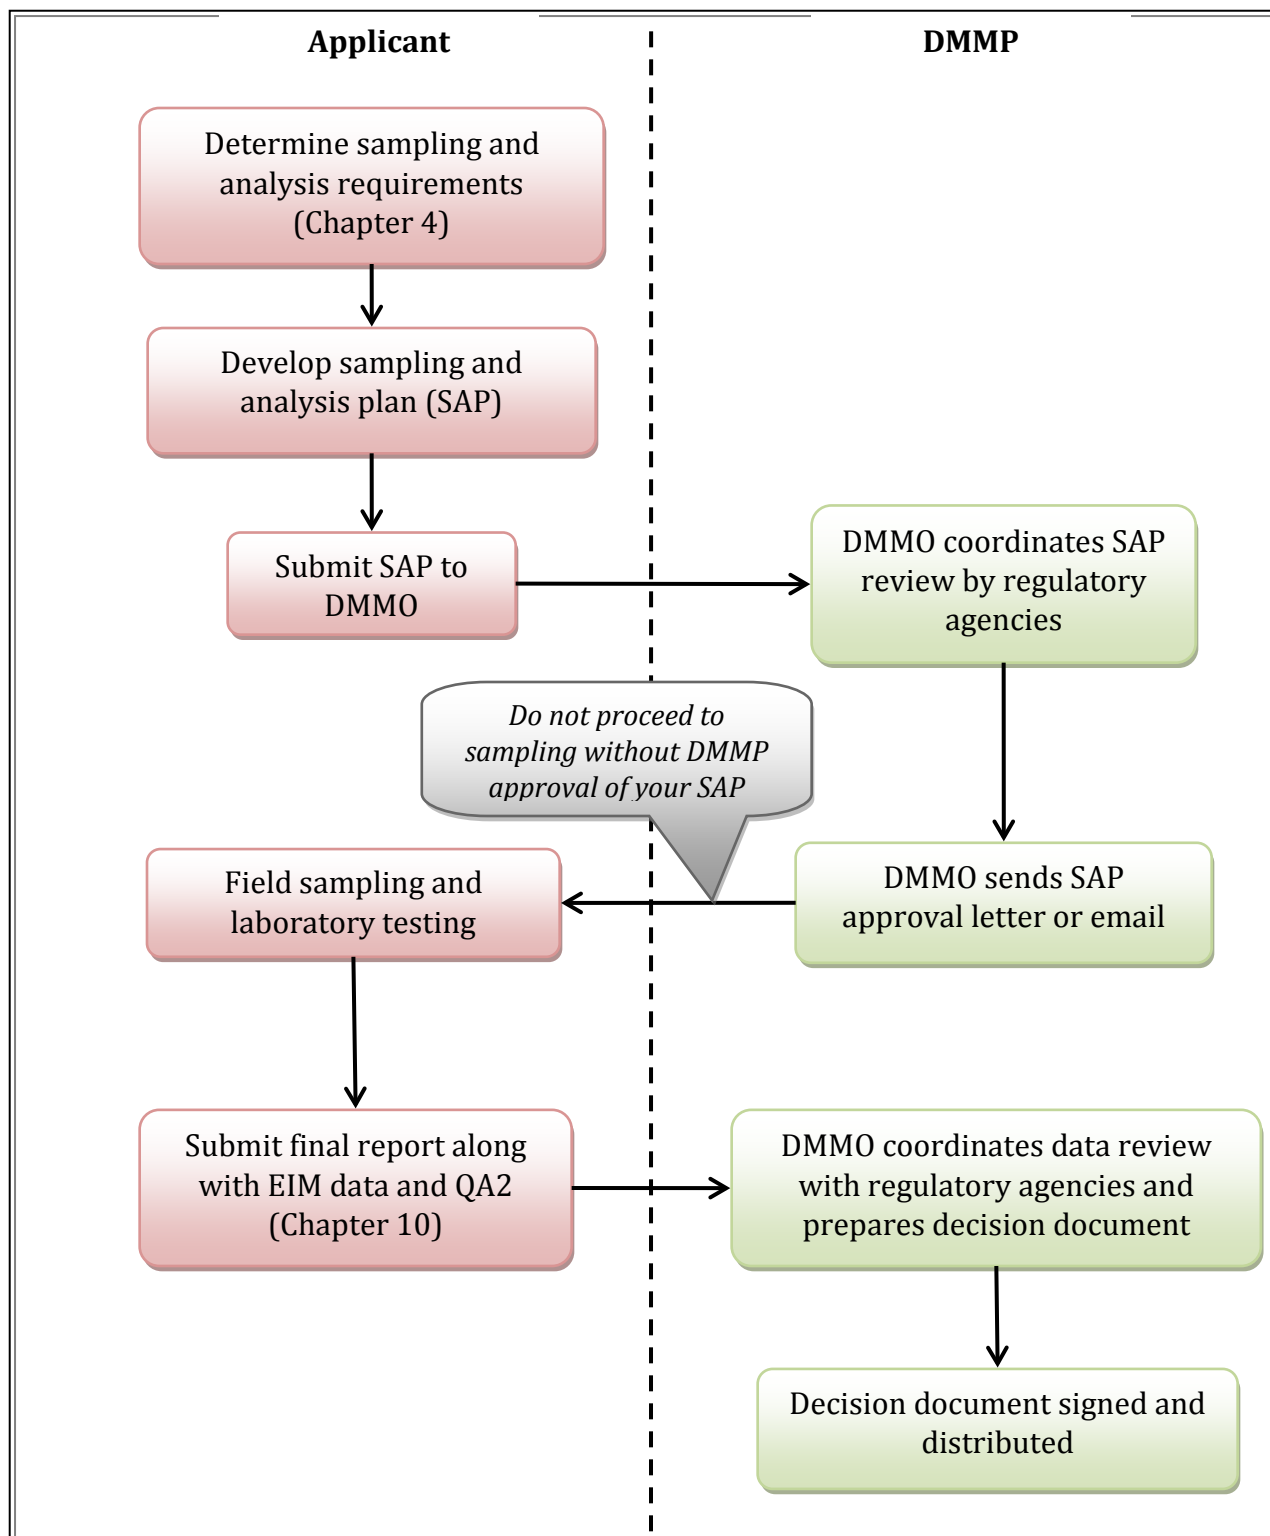 Applicant
DMMP
Determine sampling and
analysis requirements
(Chapter 4)
Develop sampling and
analysis plan (SAP)
Submit SAP to
DMMO
DMMO coordinates SAP
review by regulatory
agencies
Do not proceed to
sampling without DMMP
approval of your SAP
DMMO sends SAP
approval letter or email
Field sampling and
laboratory testing
Submit final report along
with EIM data and QA2
(Chapter 10)
DMMO coordinates data review
with regulatory agencies and
prepares decision document
Decision document signed and
distributed